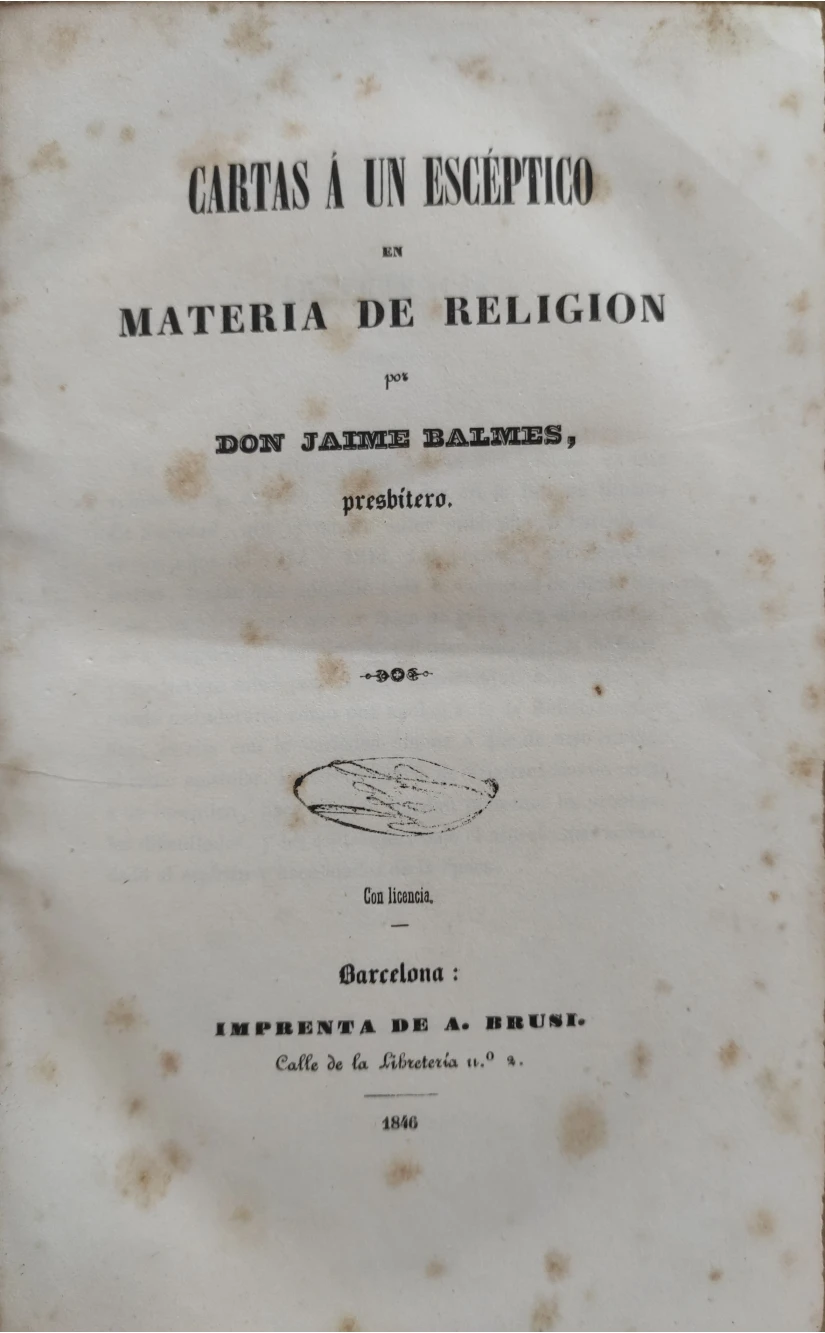 CARTAS Á UN ESCÉPTICO
EN
MATERIA DE RELIGION
por
DON JAIME BALMES,
presbítero.
Con licencia.
Barcelona :
IMPRENTA DE A. BRUSI.
Calle de la Libretería n.º 2.
1846